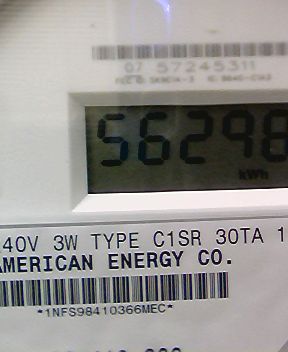 07 57245311
56298
kWh
40V 3W TYPE C1SR 30TA 1
AMERICAN ENERGY CO.
*1NFS98410366MEC*